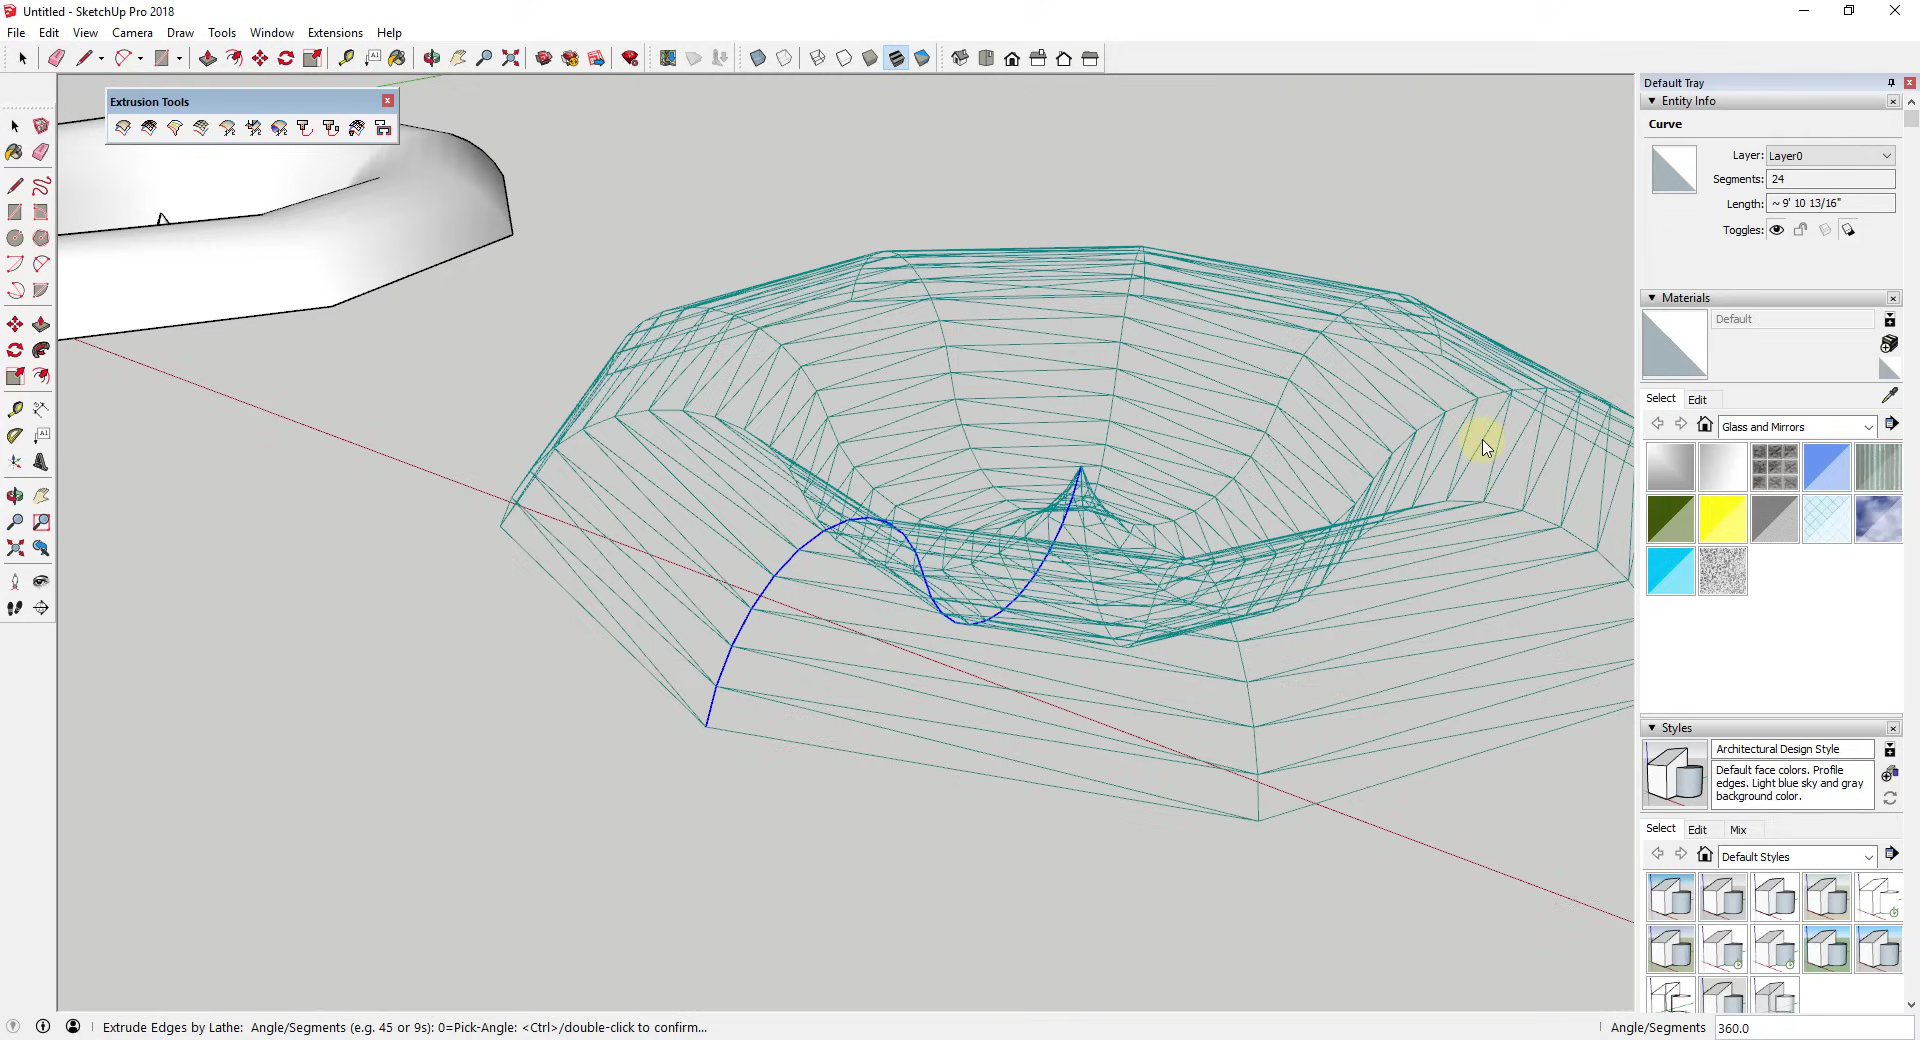 Untitled - SketchUp Pro 2018
File Edit View Camera Draw Tools Window Extensions Help
Extrusion Tools
Default Tray
Entity Info
Curve
Layer: Layer0
Segments: 24
Length: ~ 9' 10 13/16"
Toggles:
Materials
Default
Select Edit
Glass and Mirrors
Styles
Architectural Design Style
Default face colors. Profile
edges. Light blue sky and gray
background color.
Select Edit Mix
Default Styles
Extrude Edges by Lathe: Angle/Segments (e.g. 45 or 9s): 0=Pick-Angle: <Ctrl>/double-click to confirm...
Angle/Segments 360.0